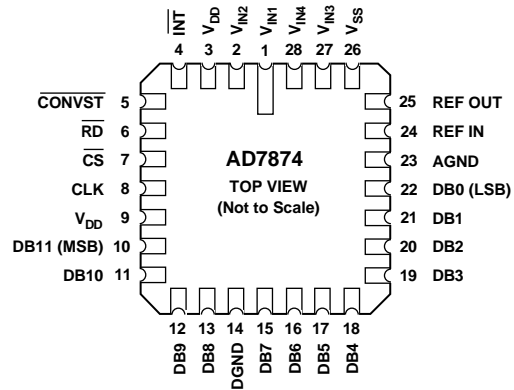 INT
VDD
VIN2
VIN1
VIN4
VIN3
VSS
4 3 2 1 28 27 26
CONVST 5
RD 6
CS 7
CLK 8
VDD 9
DB11 (MSB) 10
DB10 11
AD7874
TOP VIEW
(Not to Scale)
25 REF OUT
24 REF IN
23 AGND
22 DB0 (LSB)
21 DB1
20 DB2
19 DB3
12 13 14 15 16 17 18
DB9
DB8
DGND
DB7
DB6
DB5
DB4